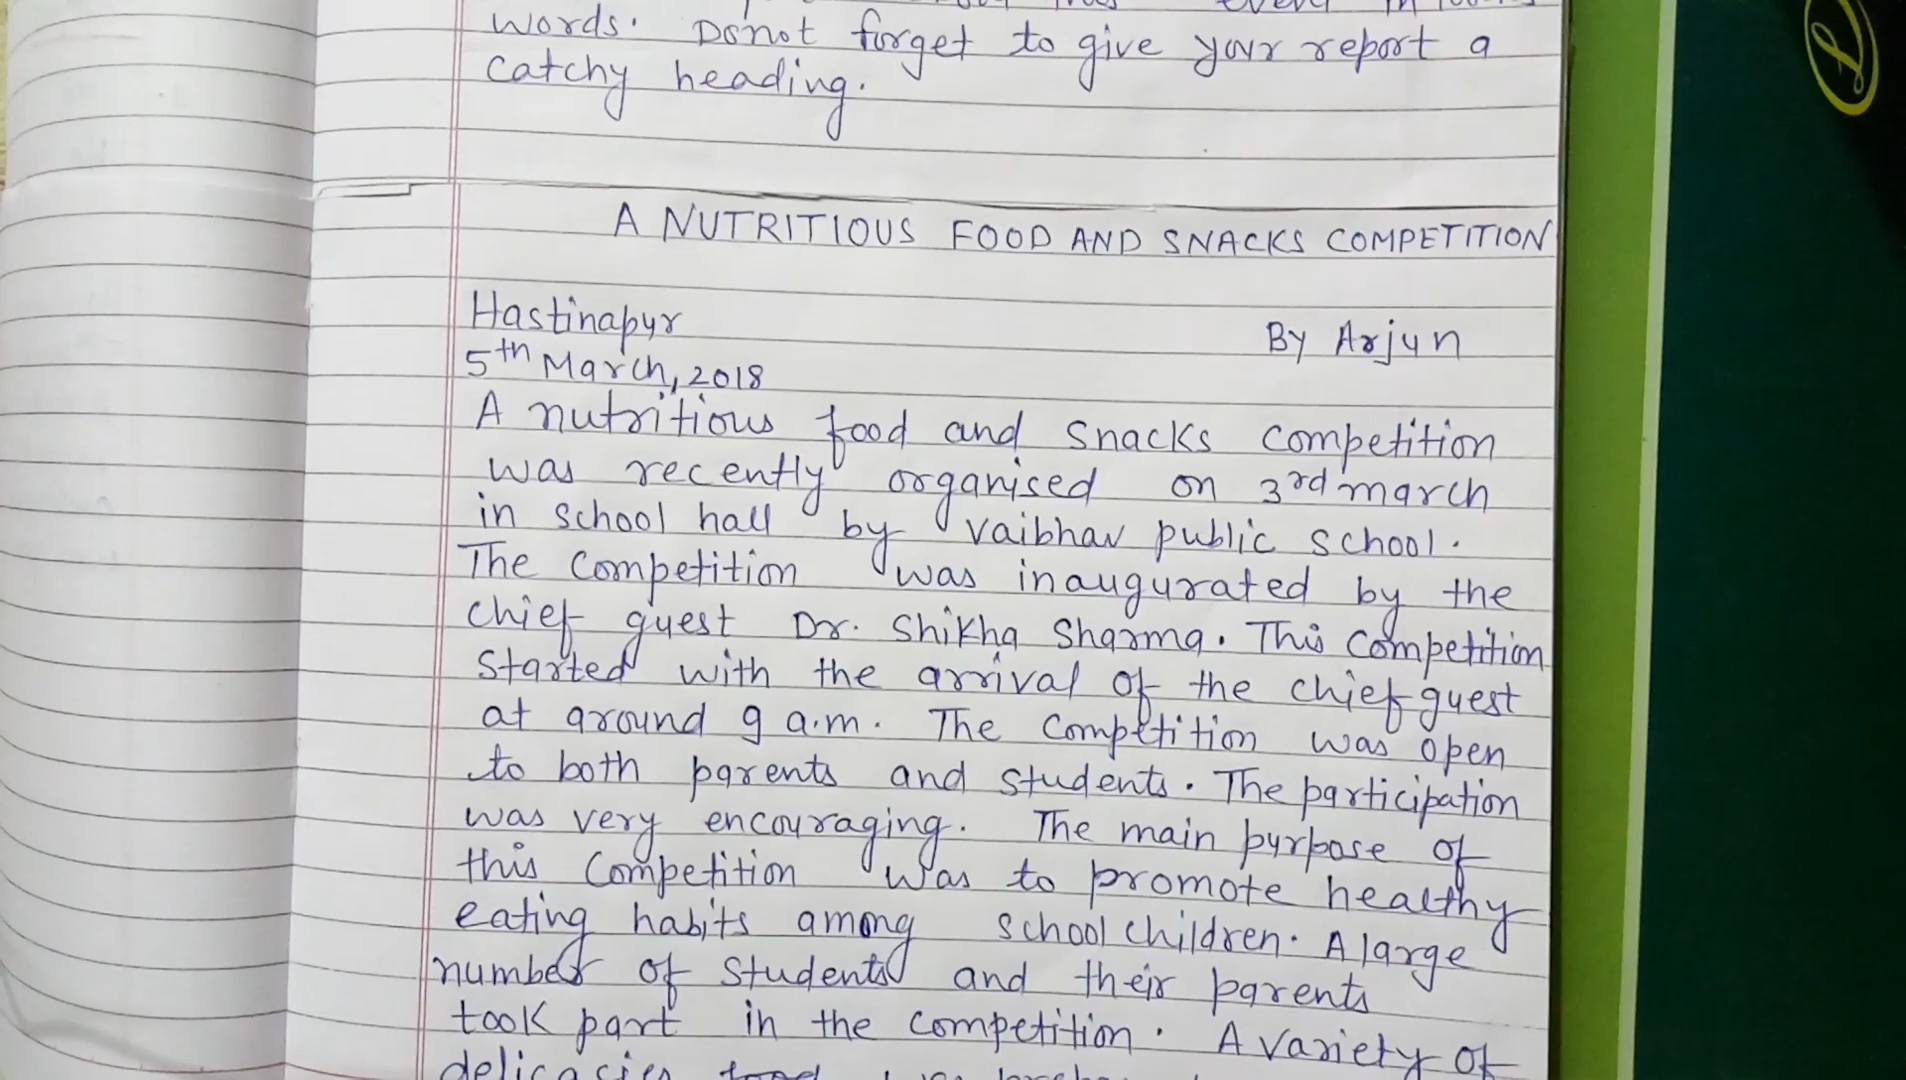 words. Donot forget to give your report a
catchy heading.
A NUTRITIOUS FOOD AND SNACKS COMPETITION
Hastinapur
By Arjun
5th March, 2018
A nutritious food and snacks competition
was recently organised on 3rd march
in school hall by vaibhav public school.
The competition was inaugurated by the
chief guest Dr. Shikha Sharma. This competition
started with the arrival of the chief guest
at around 9 a.m. The competition was open
to both parents and students. The participation
was very encouraging. The main purpose of
this competition was to promote healthy
eating habits among school children. A large
number of students and their parents
took part in the competition. A variety of
delicacies